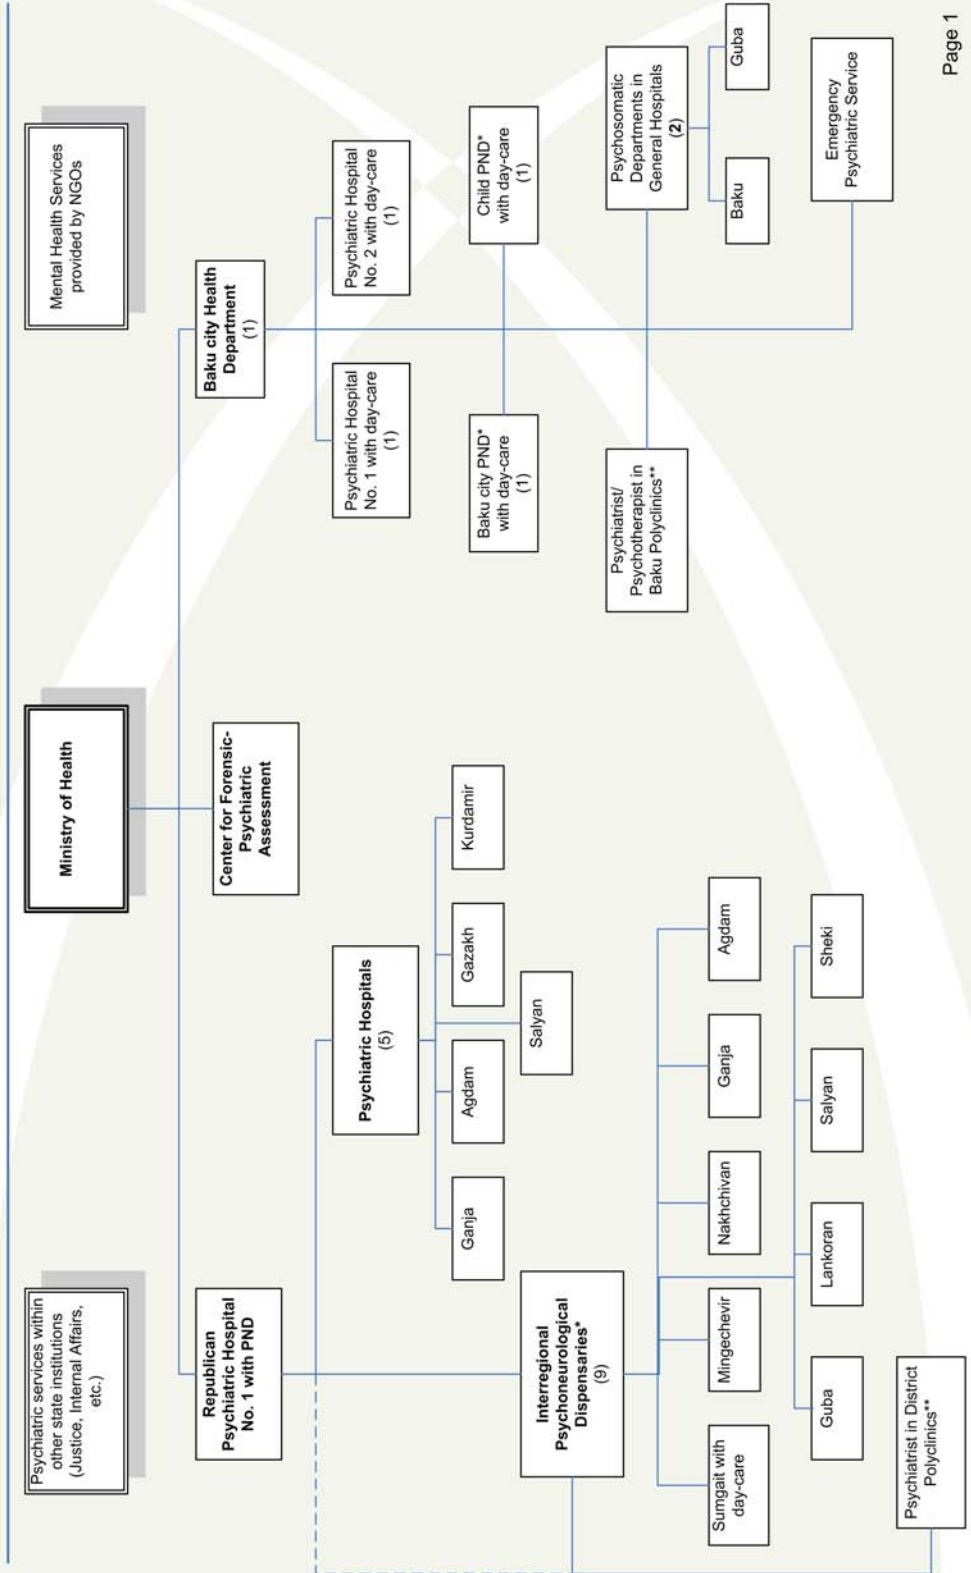 Psychiatric services within
other state institutions
(Justice, Internal Affairs,
etc.)
Ministry of Health
Mental Health Services
provided by NGOs
Republican
Psychiatric Hospital
No. 1 with PND
Center for Forensic-
Psychiatric
Assessment
Baku city Health
Department
(1)
Psychiatric Hospitals
(5)
Psychiatric Hospital
No. 1 with day-care
(1)
Psychiatric Hospital
No. 2 with day-care
(1)
Ganja
Agdam
Gazakh
Kurdamir
Salyan
Baku city PND*
with day-care
(1)
Child PND*
with day-care
(1)
Interregional
Psychoneurological
Dispensaries*
(9)
Psychiatrist/
Psychotherapist in
Baku Polyclinics**
Psychosomatic
Departments in
General Hospitals
(2)
Sumgait with
day-care
Mingechevir
Nakhchivan
Ganja
Agdam
Baku
Guba
Guba
Lankoran
Salyan
Sheki
Emergency
Psychiatric Service
Psychiatrist in District
Polyclinics**
Page 1